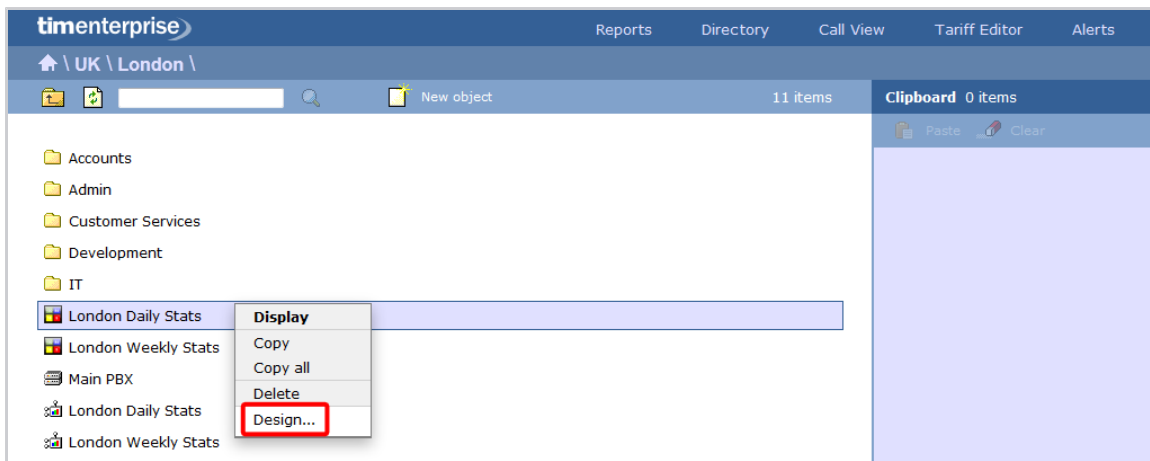 timenterprise
Reports Directory Call View Tariff Editor Alerts
\ UK \ London \
New object 11 items Clipboard 0 items
Paste Clear
Accounts
Admin
Customer Services
Development
IT
London Daily Stats Display
London Weekly Stats Copy
Copy all
Main PBX
Delete
London Daily Stats Design...
London Weekly Stats